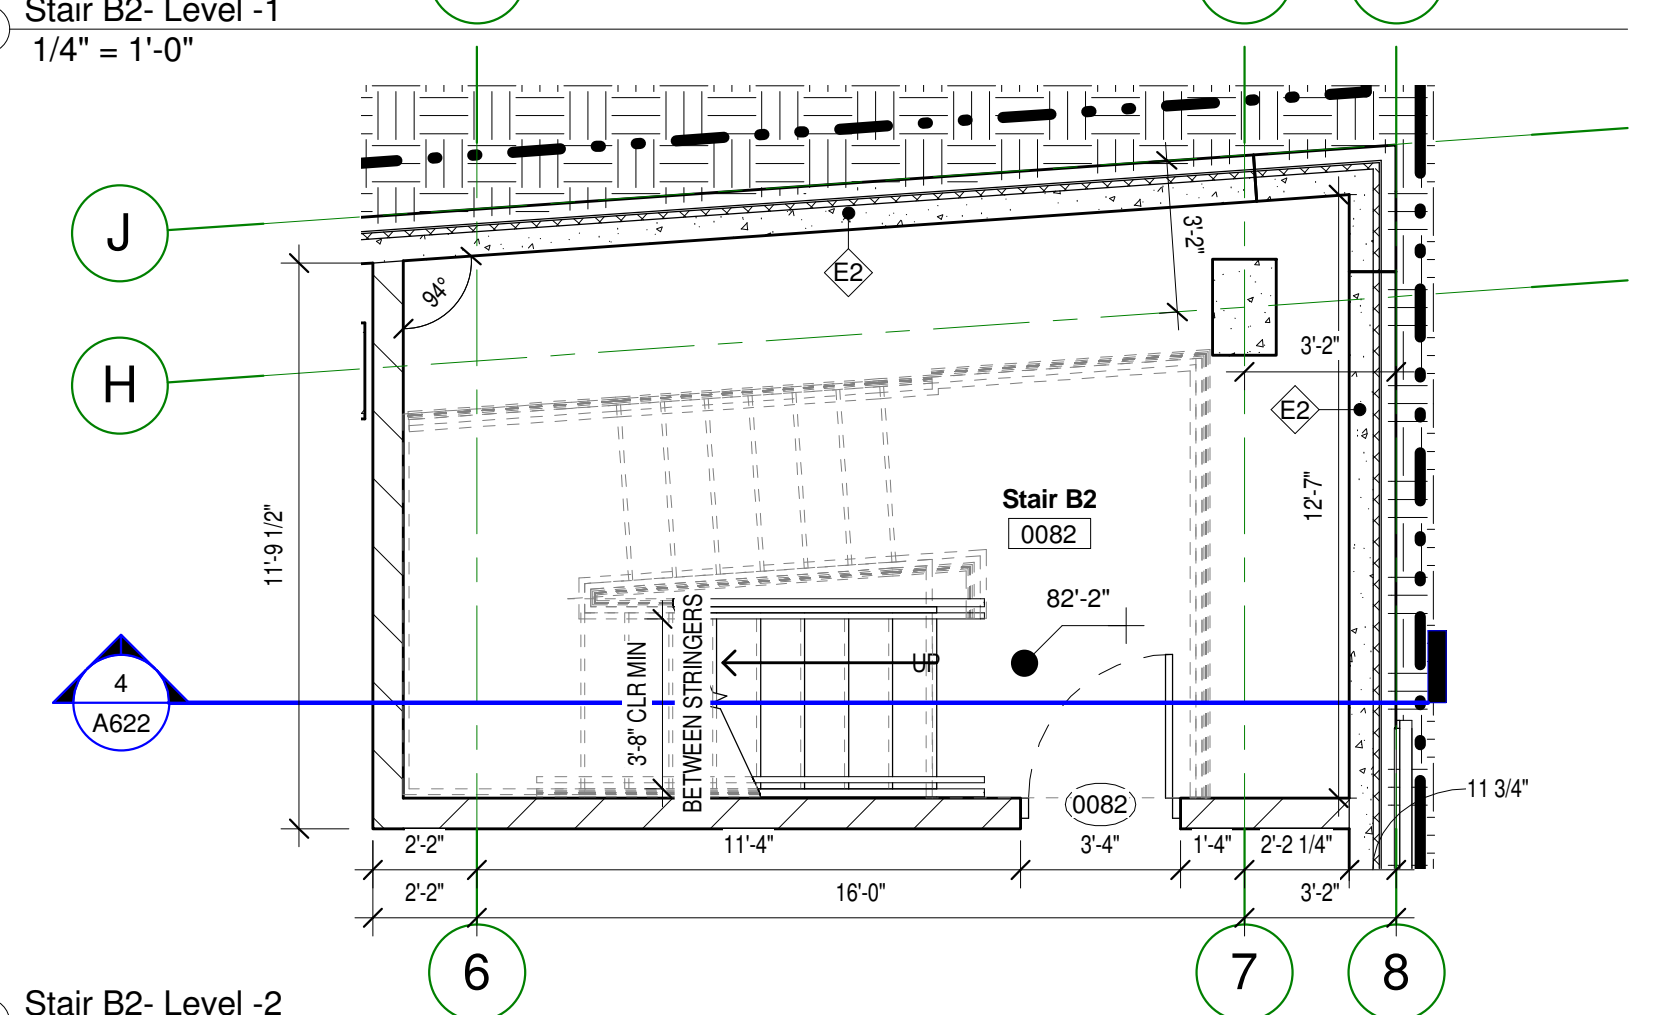 Stair B2- Level -1
1/4" = 1'-0"
J
3'-2"
E2
94°
H
3'-2"
E2
Stair B2
0082
12'-7"
11'-9 1/2"
82'-2"
3'-8" CLR MIN
BETWEEN STRINGERS
UP
4
A622
0082
11 3/4"
2'-2"
11'-4"
3'-4"
1'-4"
2'-2 1/4"
2'-2"
16'-0"
3'-2"
6
7
8
Stair B2- Level -2